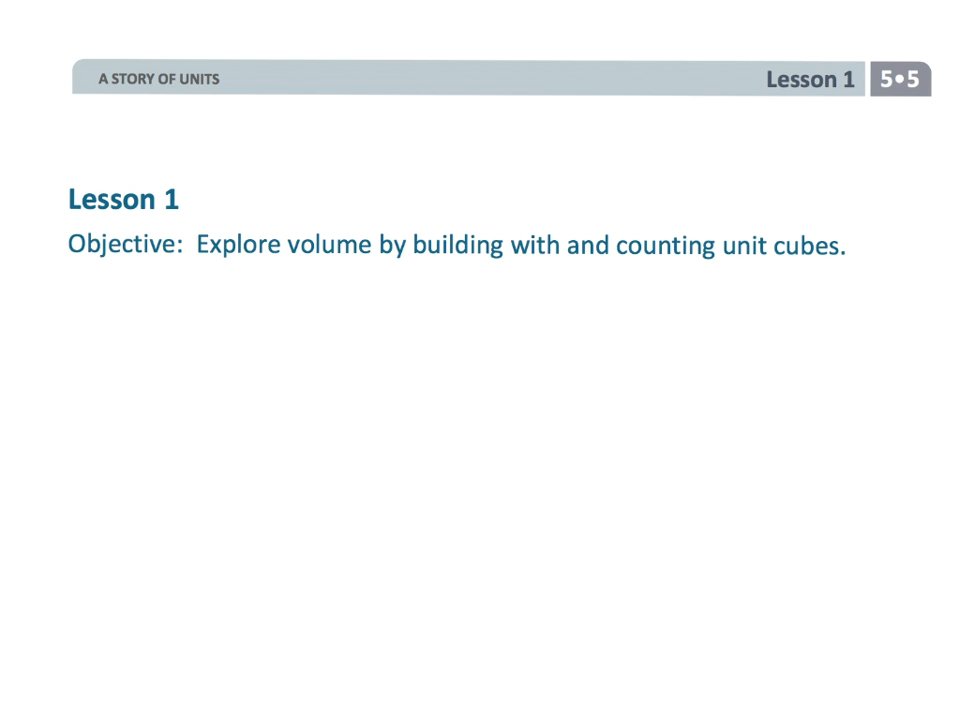 A STORY OF UNITS
Lesson 1
5•5
Lesson 1
Objective: Explore volume by building with and counting unit cubes.